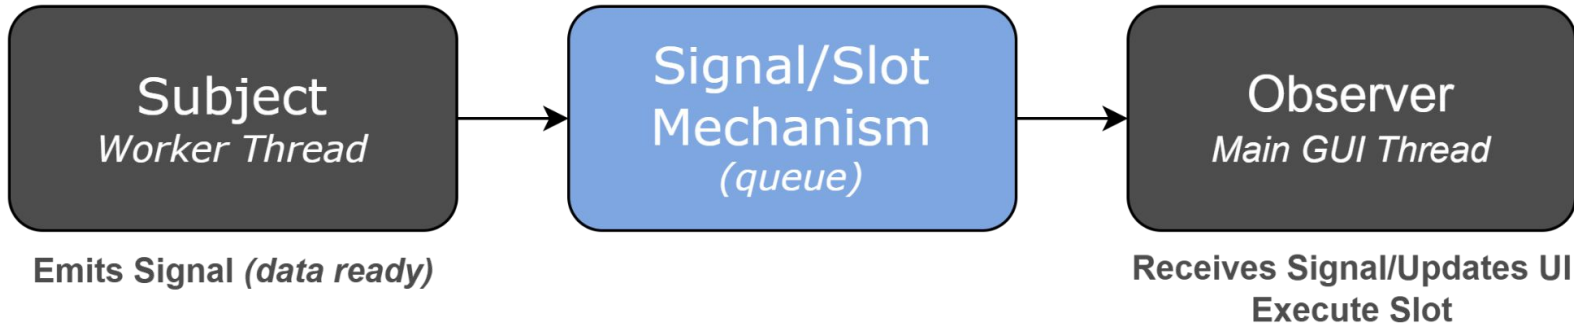 Subject
Worker Thread
Emits Signal (data ready)
Signal/Slot
Mechanism
(queue)
Observer
Main GUI Thread
Receives Signal/Updates UI
Execute Slot